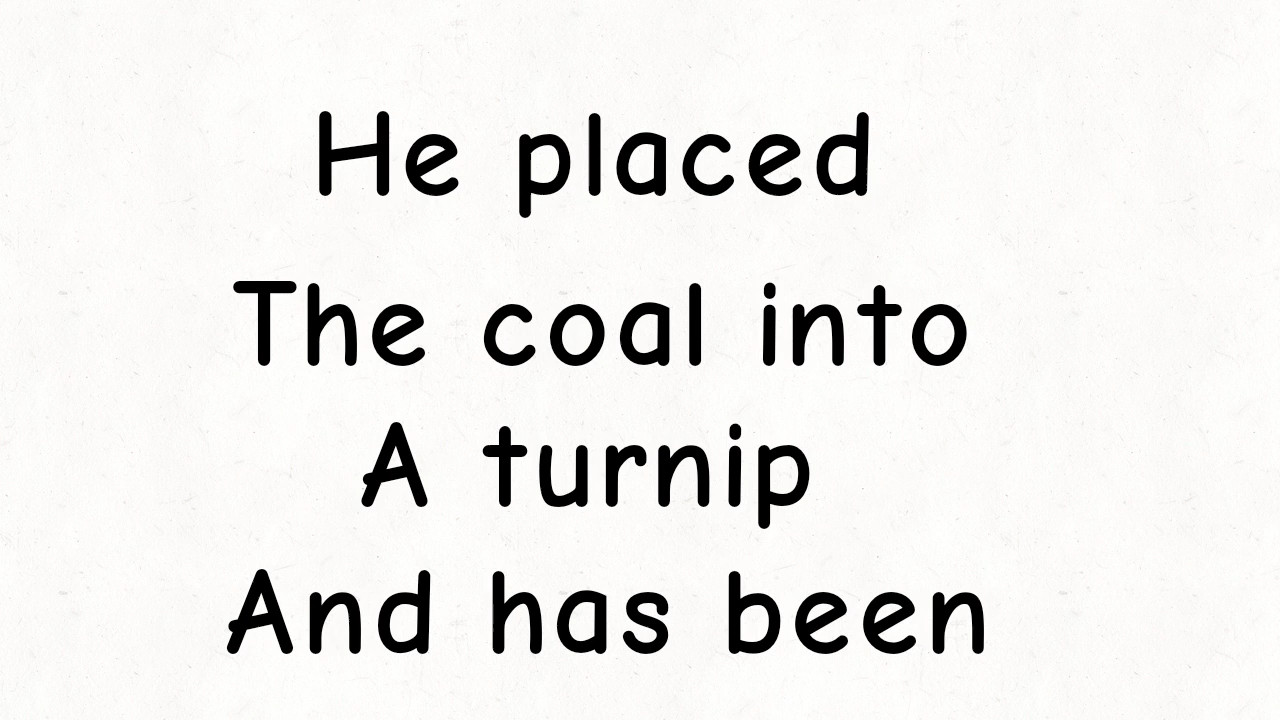 He placed
The coal into
A turnip
And has been